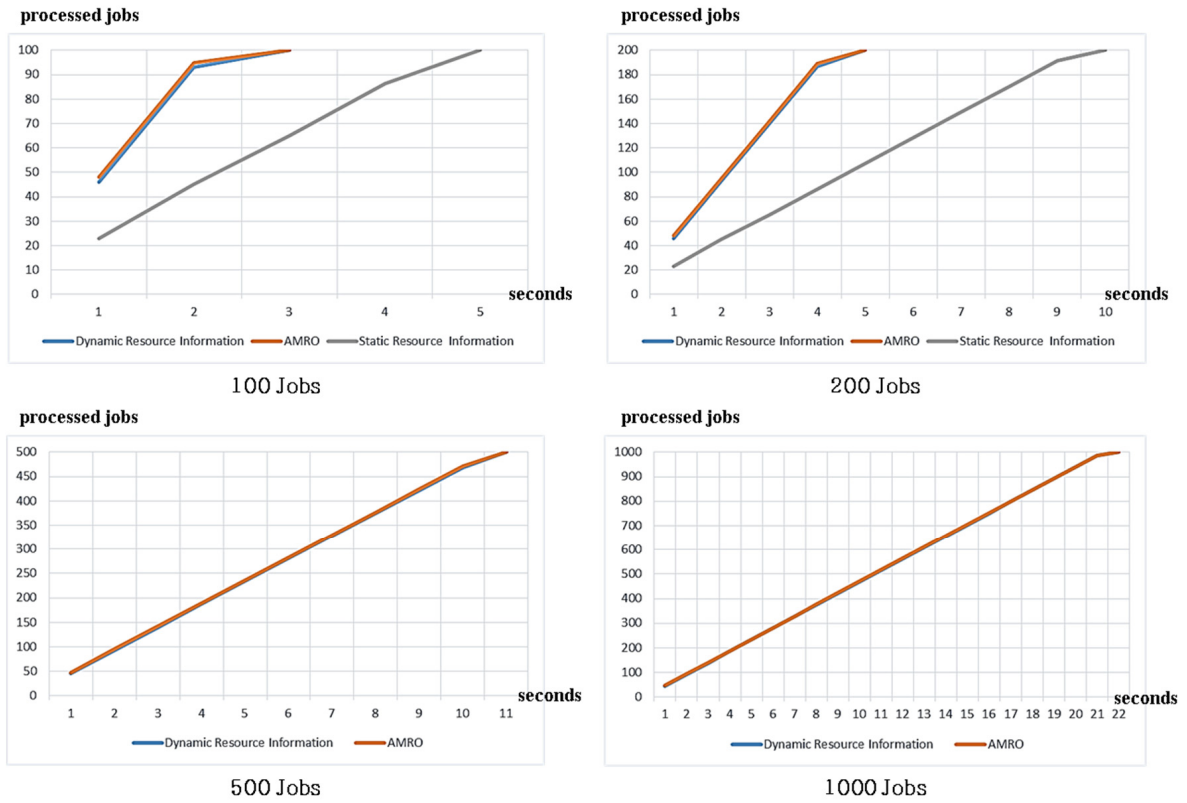 processed jobs
100
90
80
70
60
50
40
30
20
10
0
1 2 3 4 5
seconds
Dynamic Resource Information AMRO Static Resource Information
100 Jobs
processed jobs
200
180
160
140
120
100
80
60
40
20
0
1 2 3 4 5 6 7 8 9 10
seconds
Dynamic Resource Information AMRO Static Resource Information
200 Jobs
processed jobs
500
450
400
350
300
250
200
150
100
50
0
1 2 3 4 5 6 7 8 9 10 11
seconds
Dynamic Resource Information AMRO
500 Jobs
processed jobs
1000
900
800
700
600
500
400
300
200
100
0
1 2 3 4 5 6 7 8 9 10 11 12 13 14 15 16 17 18 19 20 21 22
seconds
Dynamic Resource Information AMRO
1000 Jobs